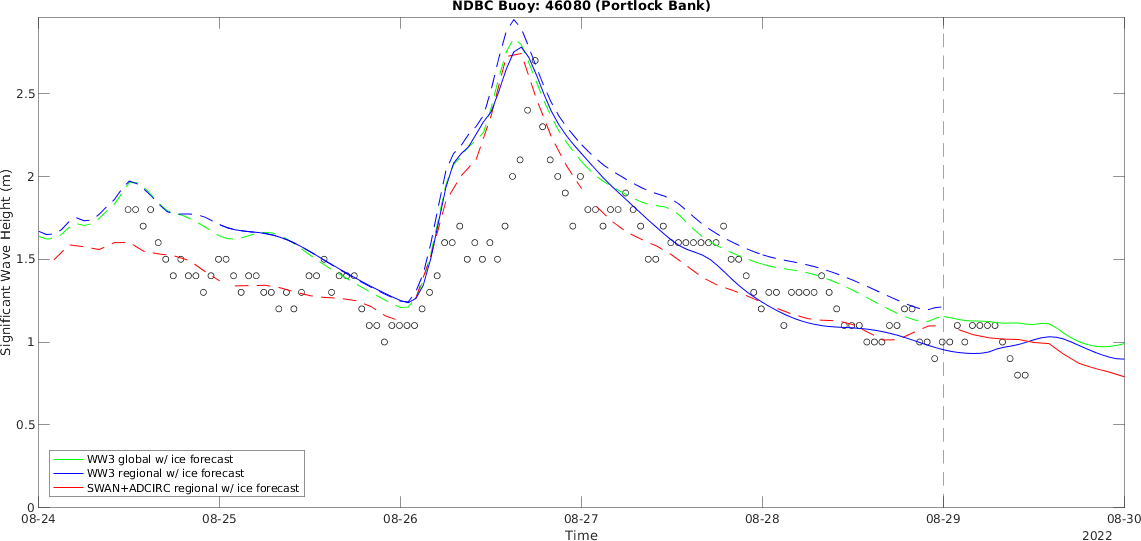 NDBC Buoy: 46080 (Portlock Bank)
Significant Wave Height (m)
2.5
2
1.5
1
0.5
0
WW3 global w/ ice forecast
WW3 regional w/ ice forecast
SWAN+ADCIRC regional w/ ice forecast
08-24 08-25 08-26 08-27 08-28 08-29 08-30
Time
2022